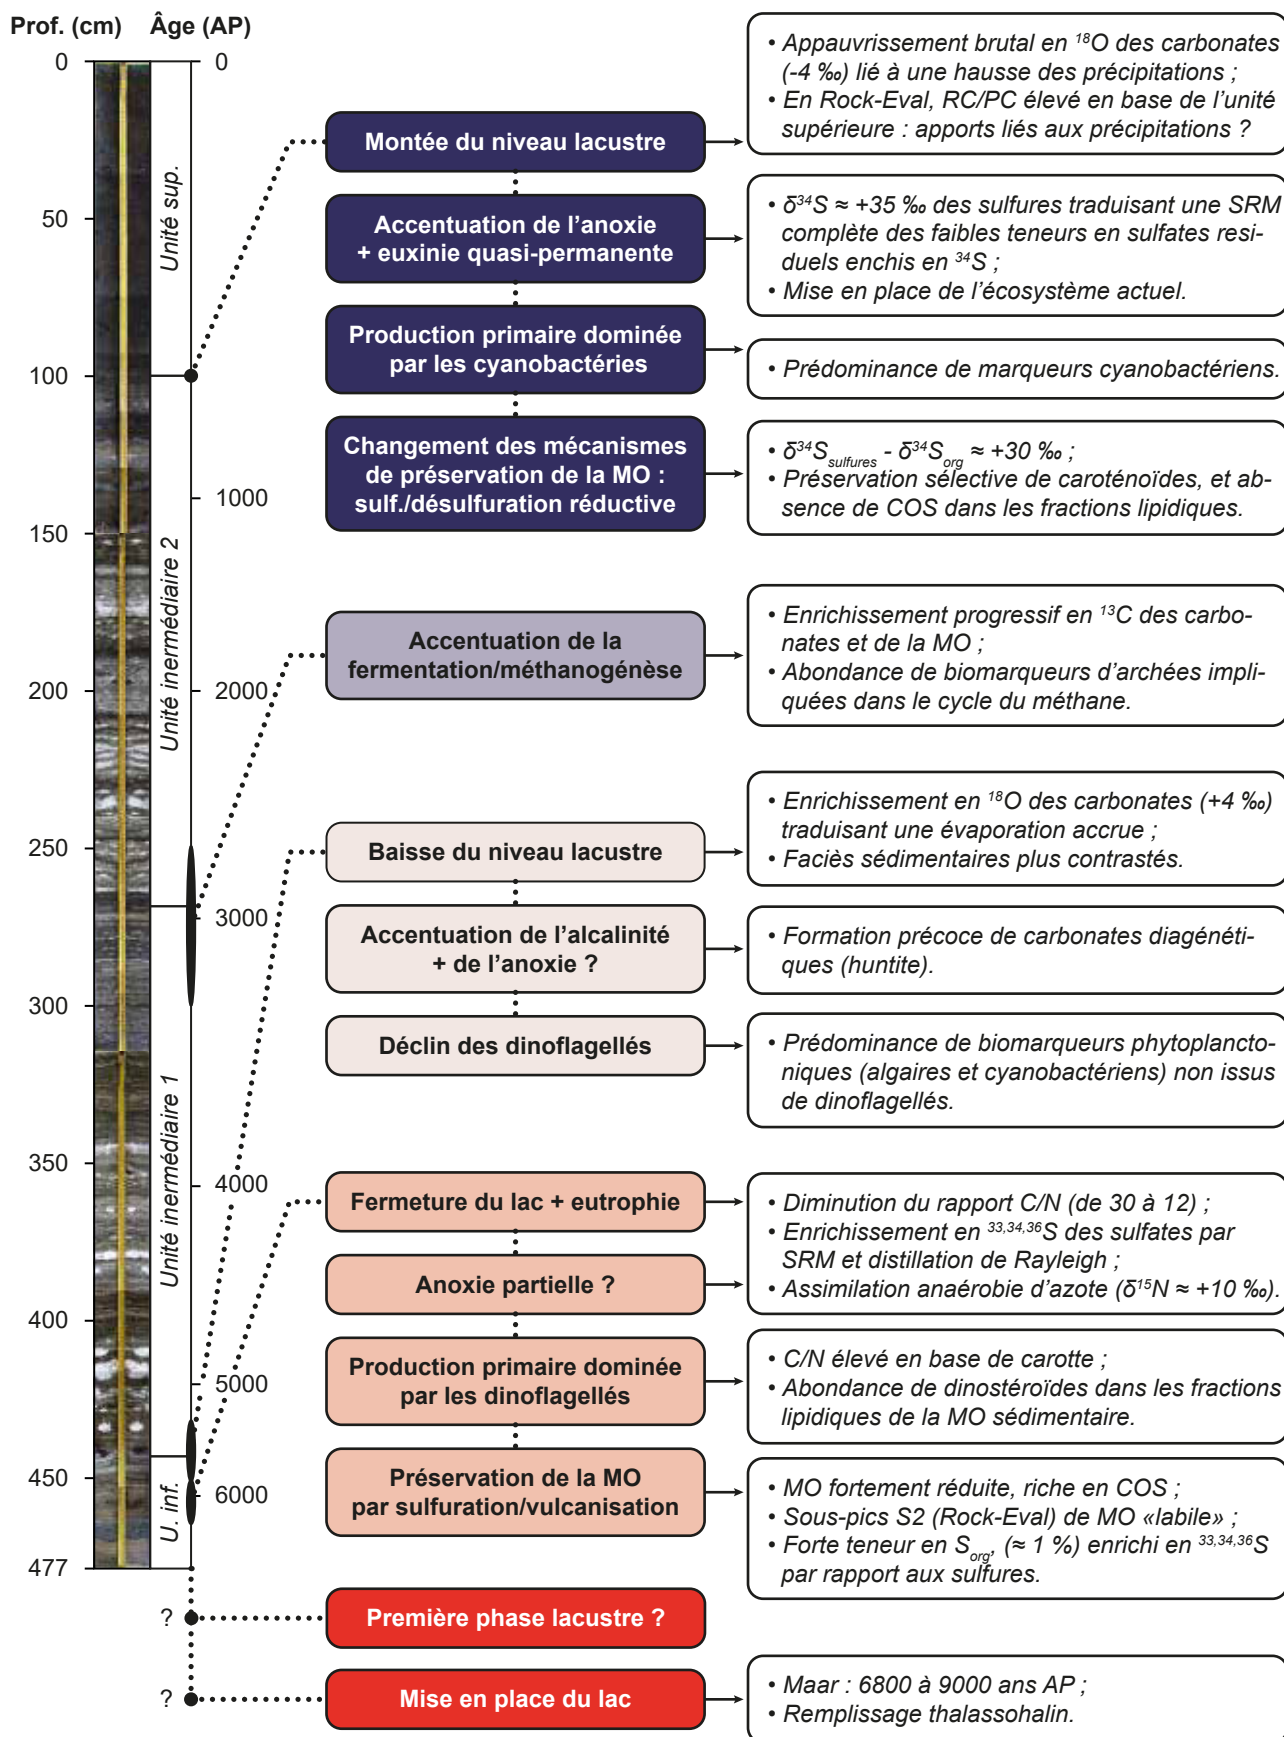 Prof. (cm) Âge (AP)
0
50
100
150
200
250
300
350
400
450
477
0
1000
2000
3000
4000
5000
6000
?
?
Unité sup.
Unité inermédiaire 2
Unité inermédiaire 1
U. inf.
Montée du niveau lacustre
• Appauvrissement brutal en ¹⁸O des carbonates
(-4 ‰) lié à une hausse des précipitations ;
• En Rock-Eval, RC/PC élevé en base de l'unité
supérieure : apports liés aux précipitations ?
Accentuation de l'anoxie
+ euxinie quasi-permanente
• δ³⁴S ≈ +35 ‰ des sulfures traduisant une SRM
complète des faibles teneurs en sulfates resi-
duels enchis en ³⁴S ;
• Mise en place de l'écosystème actuel.
Production primaire dominée
par les cyanobactéries
• Prédominance de marqueurs cyanobactériens.
Changement des mécanismes
de préservation de la MO :
sulf./désulfuration réductive
• δ³⁴Ssulfures - δ³⁴Sorg ≈ +30 ‰ ;
• Préservation sélective de caroténoïdes, et ab-
sence de COS dans les fractions lipidiques.
Accentuation de la
fermentation/méthanogénèse
• Enrichissement progressif en ¹³C des carbo-
nates et de la MO ;
• Abondance de biomarqueurs d'archées impli-
quées dans le cycle du méthane.
Baisse du niveau lacustre
• Enrichissement en ¹⁸O des carbonates (+4 ‰)
traduisant une évaporation accrue ;
• Faciès sédimentaires plus contrastés.
Accentuation de l'alcalinité
+ de l'anoxie ?
• Formation précoce de carbonates diagénéti-
ques (huntite).
Déclin des dinoflagellés
• Prédominance de biomarqueurs phytoplancto-
niques (algaires et cyanobactériens) non issus
de dinoflagellés.
Fermeture du lac + eutrophie
Anoxie partielle ?
• Diminution du rapport C/N (de 30 à 12) ;
• Enrichissement en ³³,³⁴,³⁶S des sulfates par
SRM et distillation de Rayleigh ;
• Assimilation anaérobie d'azote (δ¹⁵N ≈ +10 ‰).
Production primaire dominée
par les dinoflagellés
• C/N élevé en base de carotte ;
• Abondance de dinostéroïdes dans les fractions
lipidiques de la MO sédimentaire.
Préservation de la MO
par sulfuration/vulcanisation
• MO fortement réduite, riche en COS ;
• Sous-pics S2 (Rock-Eval) de MO «labile» ;
• Forte teneur en Sorg, (≈ 1 %) enrichi en ³³,³⁴,³⁶S
par rapport aux sulfures.
Première phase lacustre ?
Mise en place du lac
• Maar : 6800 à 9000 ans AP ;
• Remplissage thalassohalin.